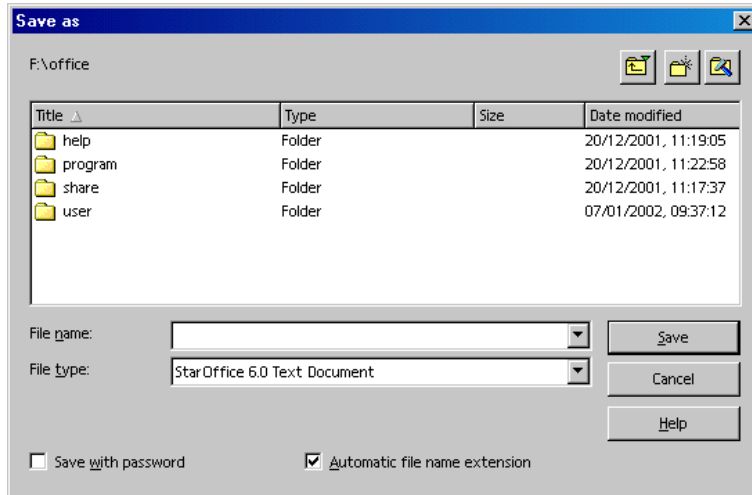 Save as
F:\office
Title Type Size Date modified
help Folder 20/12/2001, 11:19:05
program Folder 20/12/2001, 11:22:58
share Folder 20/12/2001, 11:17:37
user Folder 07/01/2002, 09:37:12
File name: Save
File type: StarOffice 6.0 Text Document Cancel
Help
Save with password Automatic file name extension